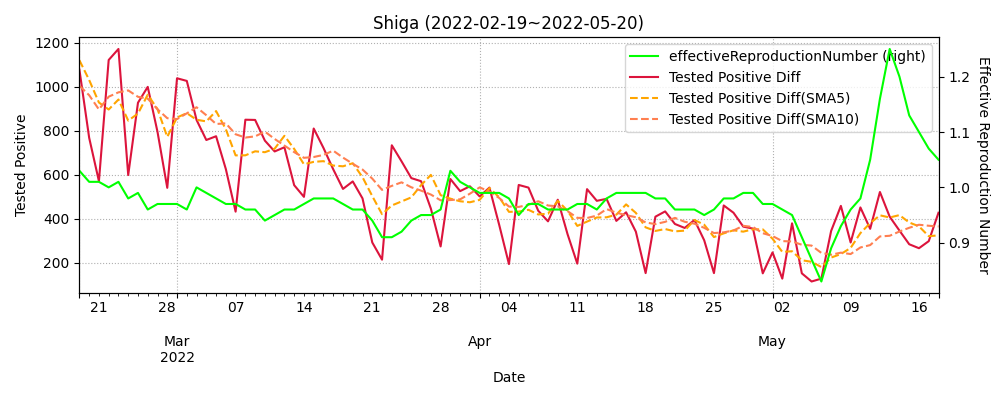 Shiga (2022-02-19~2022-05-20)
effectiveReproductionNumber (right)
Tested Positive Diff
Tested Positive Diff(SMA5)
Tested Positive Diff(SMA10)
Tested Positive
1200
1000
800
600
400
200
Effective Reproduction Number
1.2
1.1
1.0
0.9
21 28 07 14 21 28 04 11 18 25 02 09 16
Mar Apr May
2022
Date